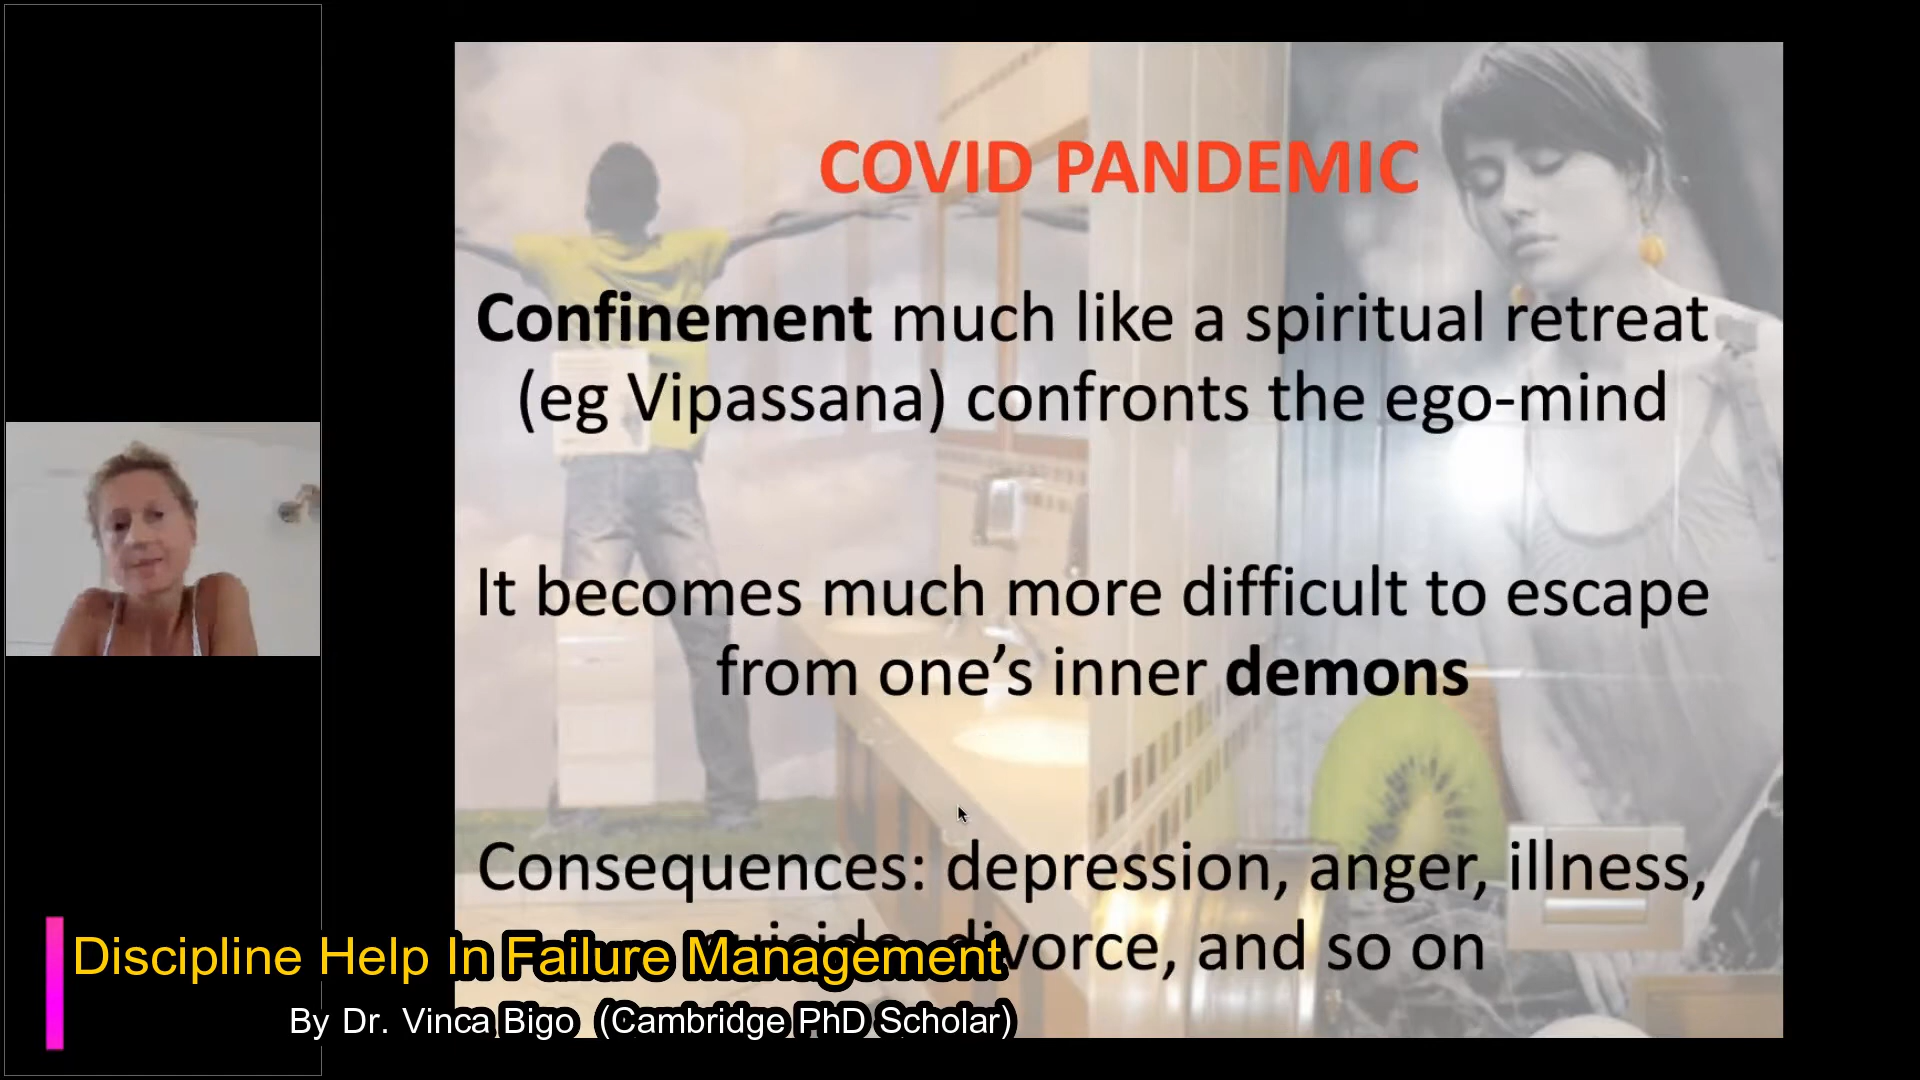 COVID PANDEMIC
Confinement much like a spiritual retreat
(eg Vipassana) confronts the ego-mind
It becomes much more difficult to escape
from one’s inner demons
Consequences: depression, anger, illness,
suicide, divorce, and so on
Discipline Help In Failure Management
By Dr. Vinca Bigo (Cambridge PhD Scholar)